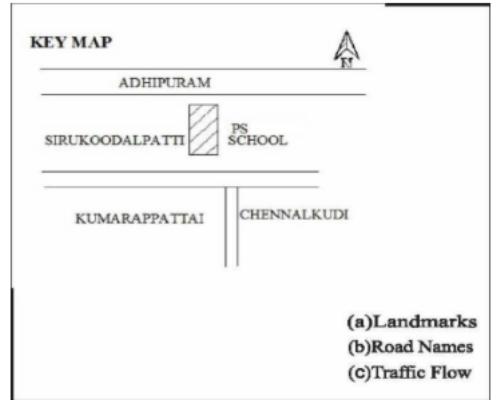 KEY MAP
N
ADHIPURAM
SIRUKOODALPATTI
PS
SCHOOL
KUMARAPPATTAI
CHENNALKUDI
(a)Landmarks
(b)Road Names
(c)Traffic Flow